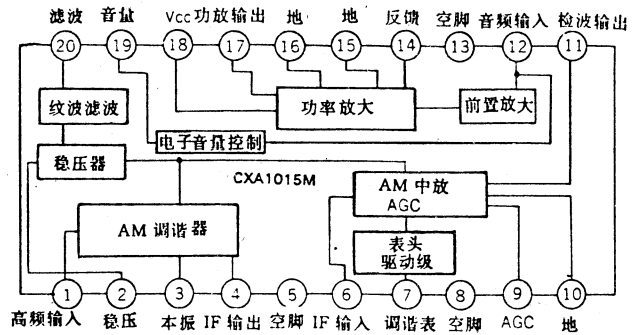 滤波 音量 Vcc 功放输出 地 地 反馈 空脚 音频输入 检波输出
20 19 18 17 16 15 14 13 12 11
纹波滤波 功率放大 前置放大
电子音量控制
稳压器
CXA1015M
AM 中放
AGC
AM 调谐器
表头
驱动级
1 2 3 4 5 6 7 8 9 10
高频输入 稳压 本振 IF 输出 空脚 IF 输入 调谐表 空脚 AGC 地